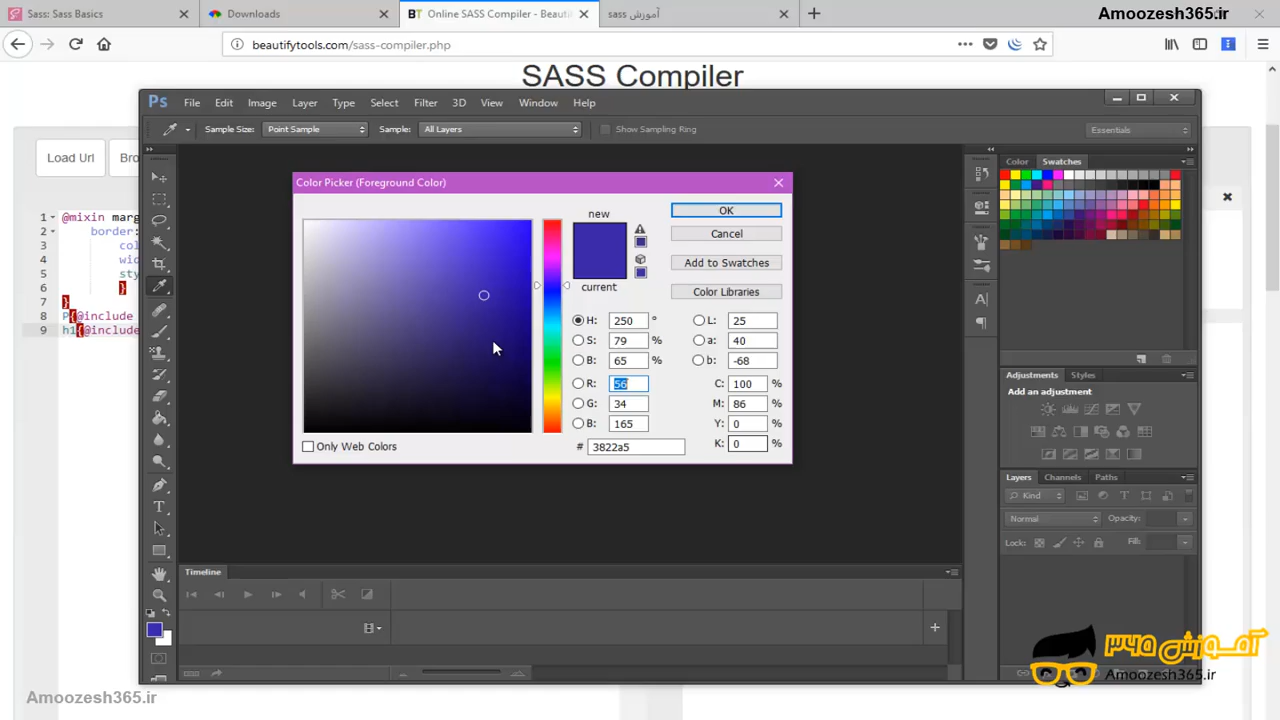 Sass: Sass Basics
Downloads
Online SASS Compiler - Beautif
آموزش sass
Amoozesh365.ir
beautifytools.com/sass-compiler.php
SASS Compiler
Ps File Edit Image Layer Type Select Filter 3D View Window Help
Sample Size: Point Sample Sample: All Layers Show Sampling Ring Essentials
Load Url
Bro
Color Swatches
Color Picker (Foreground Color)
new
current
OK
Cancel
Add to Swatches
Color Libraries
H: 250 °
S: 79 %
B: 65 %
R: 56
G: 34
B: 165
# 3822a5
L: 25
a: 40
b: -68
C: 100 %
M: 86 %
Y: 0 %
K: 0 %
Only Web Colors
1 @mixin marg
2 border:
3 co
4 wi
5 st
6 }
7 }
8 P{@include
9 h1{@include
Adjustments Styles
Add an adjustment
Layers Channels Paths
Kind
Normal Opacity:
Lock: Fill:
Timeline
آموزش ۳۶۵
Amoozesh365.ir
Amoozesh365.ir